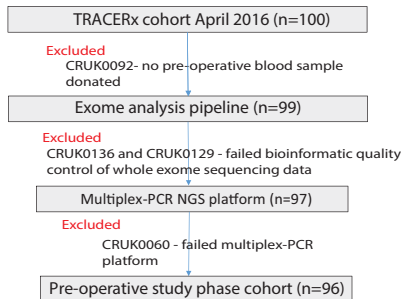 TRACERx cohort April 2016 (n=100)
Excluded
CRUK0092- no pre-operative blood sample
donated
Exome analysis pipeline (n=99)
Excluded
CRUK0136 and CRUK0129 - failed bioinformatic quality
control of whole exome sequencing data
Multiplex-PCR NGS platform (n=97)
Excluded
CRUK0060 - failed multiplex-PCR
platform
Pre-operative study phase cohort (n=96)